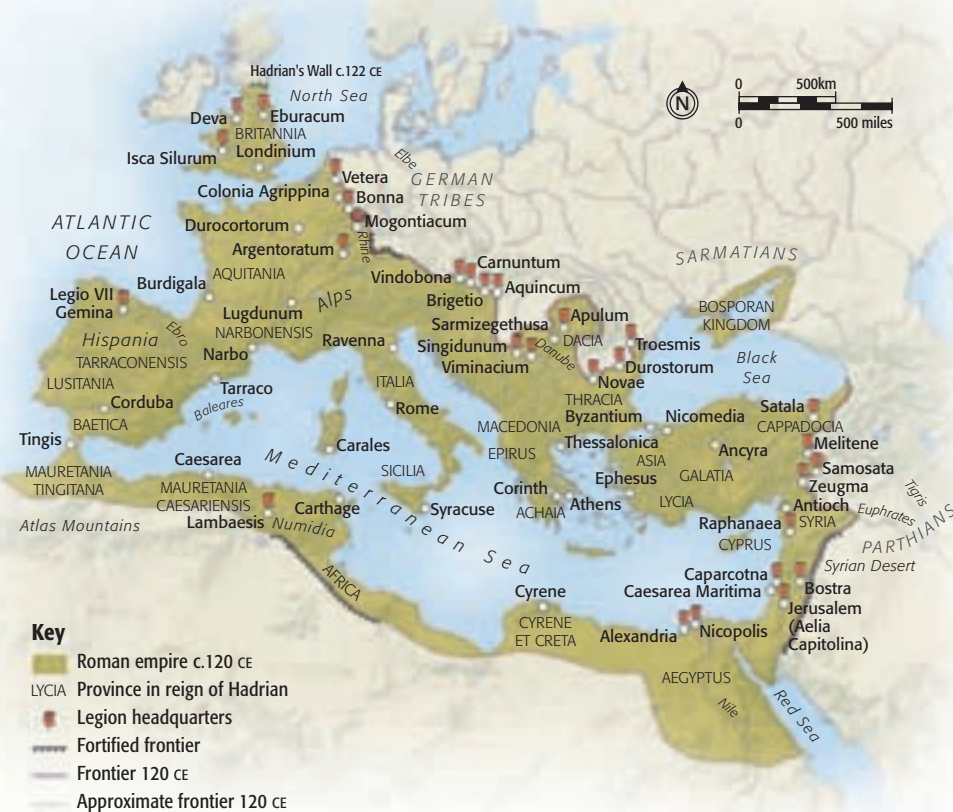 Hadrian's Wall c.122 CE
North Sea
Deva
Eburacum
BRITANNIA
Isca Silurum
Londinium
0 500km
0 500 miles
N
Elbe
GERMAN
TRIBES
Vetera
Colonia Agrippina
Bonna
Mogontiacum
ATLANTIC
OCEAN
Durocortorum
Rhine
Argentoratum
SARMATIANS
AQUITANIA
Burdigala
Vindobona
Carnuntum
Aquincum
Brigetio
Legio VII
Gemina
Alps
Lugdunum
NARBONENSIS
Hispania
Ebro
TARRACONENSIS
Narbo
Ravenna
Sarmizegethusa
Apulum
DACIA
Singidunum
Danube
Viminacium
Troesmis
Durostorum
Novae
BOSPORAN
KINGDOM
Black
Sea
LUSITANIA
Tarraco
Corduba
Baleares
BAETICA
ITALIA
Rome
THRACIA
Byzantium
Nicomedia
Satala
CAPPADOCIA
MACEDONIA
Thessalonica
Ancyra
Melitene
Tingis
Carales
EPIRUS
ASIA
GALATIA
Samosata
Zeugma
Tigris
MAURETANIA
TINGITANA
Caesarea
Mediterranean Sea
SICILIA
Ephesus
MAURETANIA
CAESARIENSIS
Carthage
Corinth
ACHAIA
Athens
LYCIA
Antioch
Euphrates
Atlas Mountains
Lambaesis
Numidia
Syracuse
Raphanaea
SYRIA
PARTHIANS
CYPRUS
Syrian Desert
AFRICA
Cyrene
Caparcotna
Caesarea Maritima
Bostra
Jerusalem
(Aelia
Capitolina)
CYRENE
ET CRETA
Alexandria
Nicopolis
AEGYPTUS
Nile
Red Sea
Key
Roman empire c.120 CE
LYCIA Province in reign of Hadrian
Legion headquarters
Fortified frontier
Frontier 120 CE
Approximate frontier 120 CE